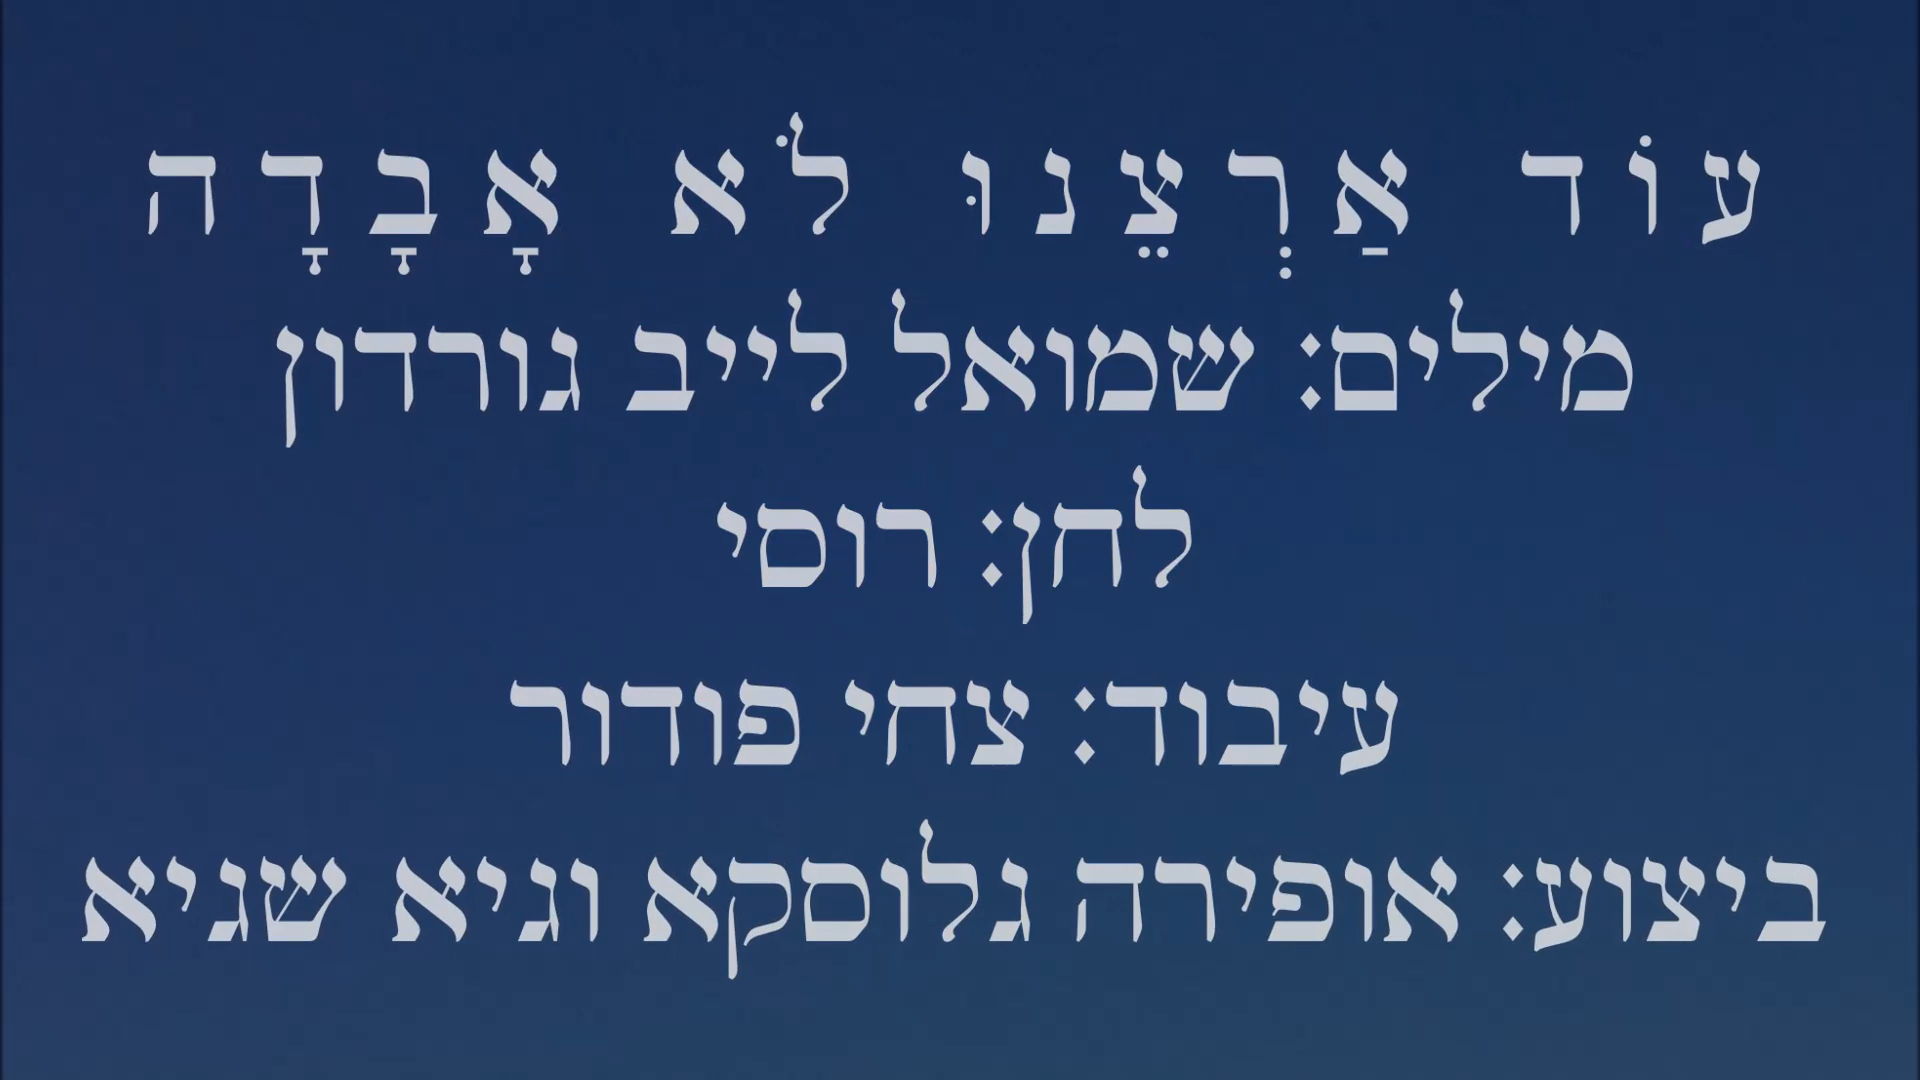 עוֹד אַרְצֵנוּ לֹא אָבָדָה
מילים: שמואל לייב גורדון
לחן: רוסי
עיבוד: צחי פודור
ביצוע: אופירה גלוסקא וגיא שגיא